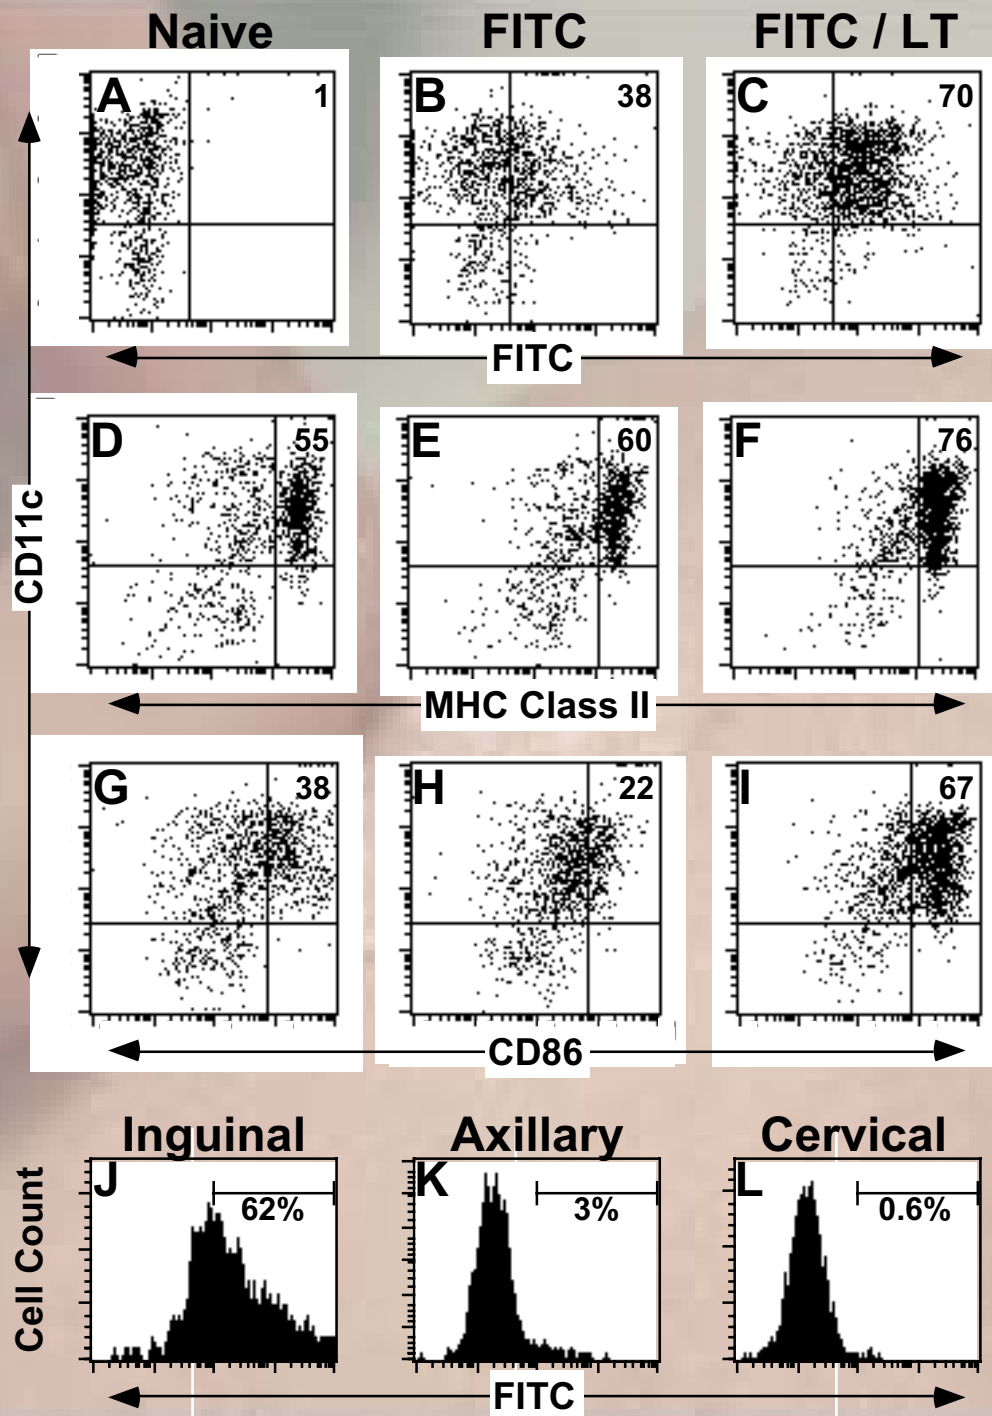 Naive FITC FITC / LT
A 1 B 38 C 70
FITC
CD11c
D 55 E 60 F 76
MHC Class II
G 38 H 22 I 67
CD86
Inguinal Axillary Cervical
Cell Count
J 62% K 3% L 0.6%
FITC